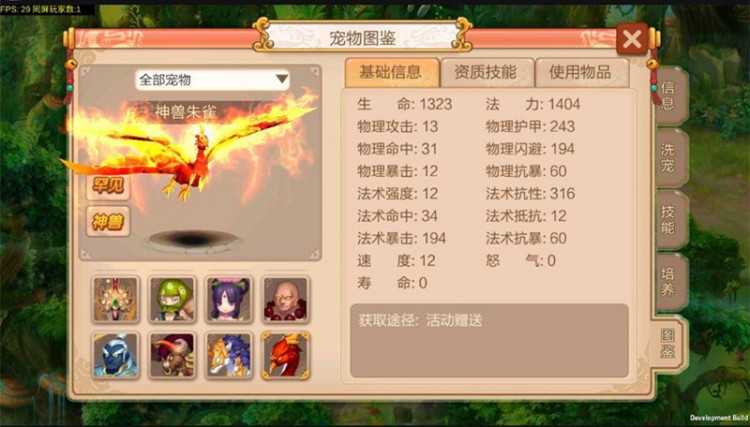 FPS: 29 同屏玩家数:1
宠物图鉴
全部宠物
神兽朱雀
罕见
神兽
基础信息 资质技能 使用物品
生 命: 1323 法 力: 1404
物理攻击: 13 物理护甲: 243
物理命中: 31 物理闪避: 194
物理暴击: 12 物理抗暴: 60
法术强度: 12 法术抗性: 316
法术命中: 34 法术抵抗: 12
法术暴击: 194 法术抗暴: 60
速 度: 12 怒 气: 0
寿 命: 0
获取途径: 活动赠送
信息
洗宠
技能
培养
图鉴
Development Build